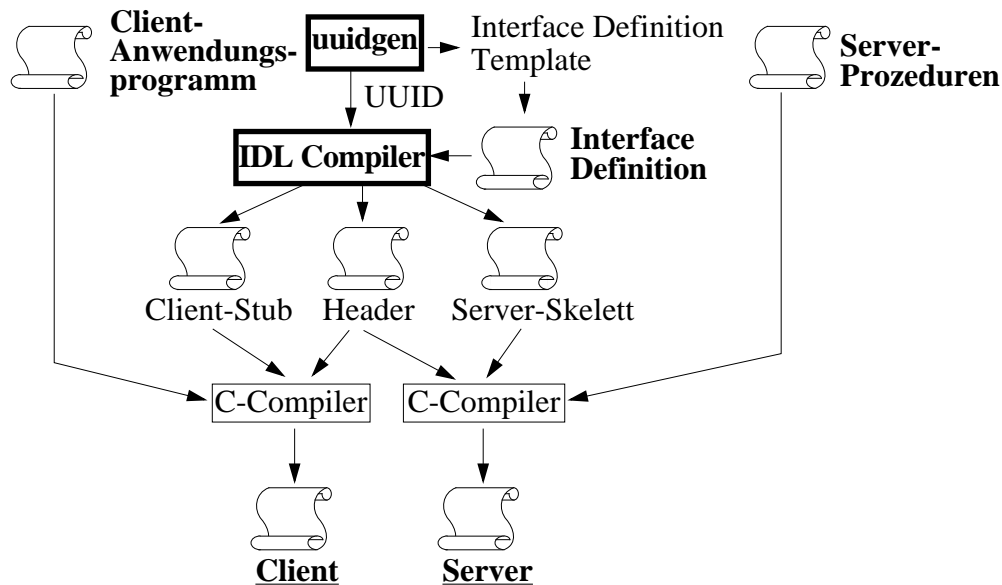 Client-
Anwendungs-
programm
uuidgen
Interface Definition
Template
Server-
Prozeduren
UUID
IDL Compiler
Interface
Definition
Client-Stub
Header
Server-Skelett
C-Compiler
C-Compiler
Client
Server